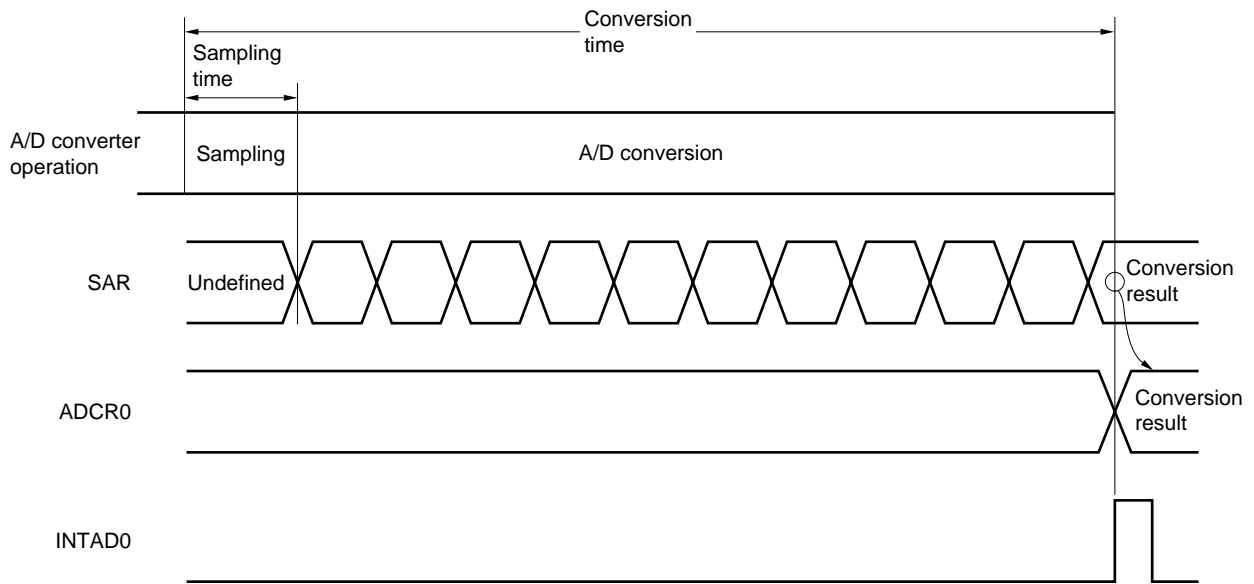 Conversion
time
Sampling
time
A/D converter
operation
Sampling
A/D conversion
SAR
Undefined
Conversion
result
ADCR0
Conversion
result
INTAD0